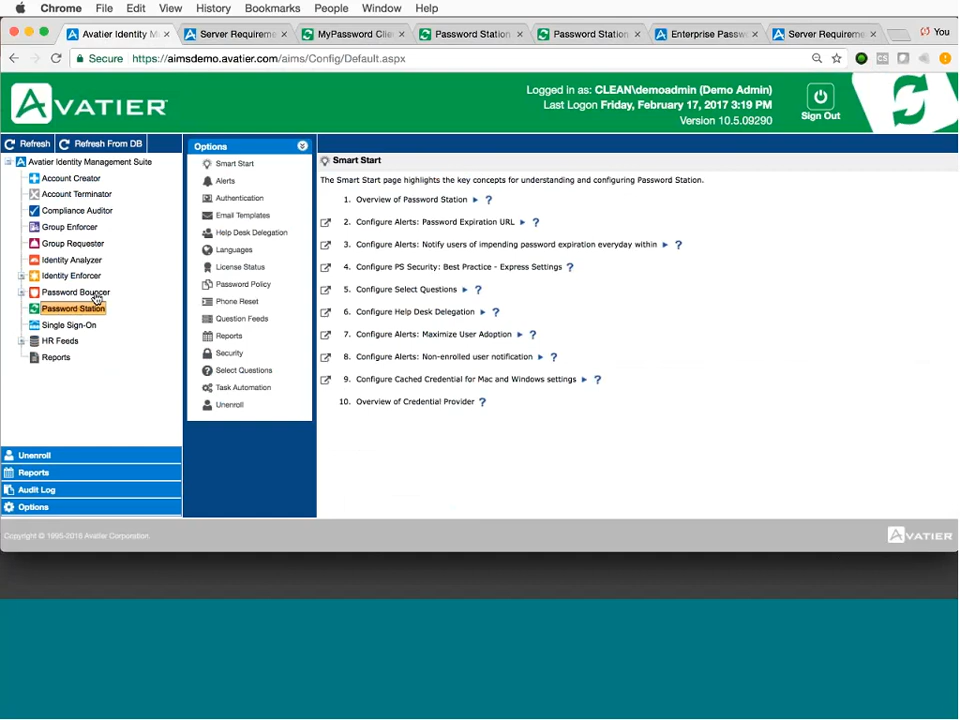 Chrome File Edit View History Bookmarks People Window Help
Avatier Identity M × Server Requireme × MyPassword Clie × Password Station × Password Station × Enterprise Passw × Server Requireme × You
Secure https://aimsdemo.avatier.com/aims/Config/Default.aspx
AVATIER
Logged in as: CLEAN\demoadmin (Demo Admin)
Last Logon Friday, February 17, 2017 3:19 PM
Version 10.5.09290
Sign Out
Refresh Refresh From DB
Avatier Identity Management Suite
Account Creator
Account Terminator
Compliance Auditor
Group Enforcer
Group Requester
Identity Analyzer
Identity Enforcer
Password Bouncer
Password Station
Single Sign-On
HR Feeds
Reports
Unenroll
Reports
Audit Log
Options
Options
Smart Start
Alerts
Authentication
Email Templates
Help Desk Delegation
Languages
License Status
Password Policy
Phone Reset
Question Feeds
Reports
Security
Select Questions
Task Automation
Unenroll
Smart Start
The Smart Start page highlights the key concepts for understanding and configuring Password Station.
1. Overview of Password Station ?
2. Configure Alerts: Password Expiration URL ?
3. Configure Alerts: Notify users of impending password expiration everyday within ?
4. Configure PS Security: Best Practice - Express Settings ?
5. Configure Select Questions ?
6. Configure Help Desk Delegation ?
7. Configure Alerts: Maximize User Adoption ?
8. Configure Alerts: Non-enrolled user notification ?
9. Configure Cached Credential for Mac and Windows settings ?
10. Overview of Credential Provider ?
Copyright © 1995-2016 Avatier Corporation.
AVATIER